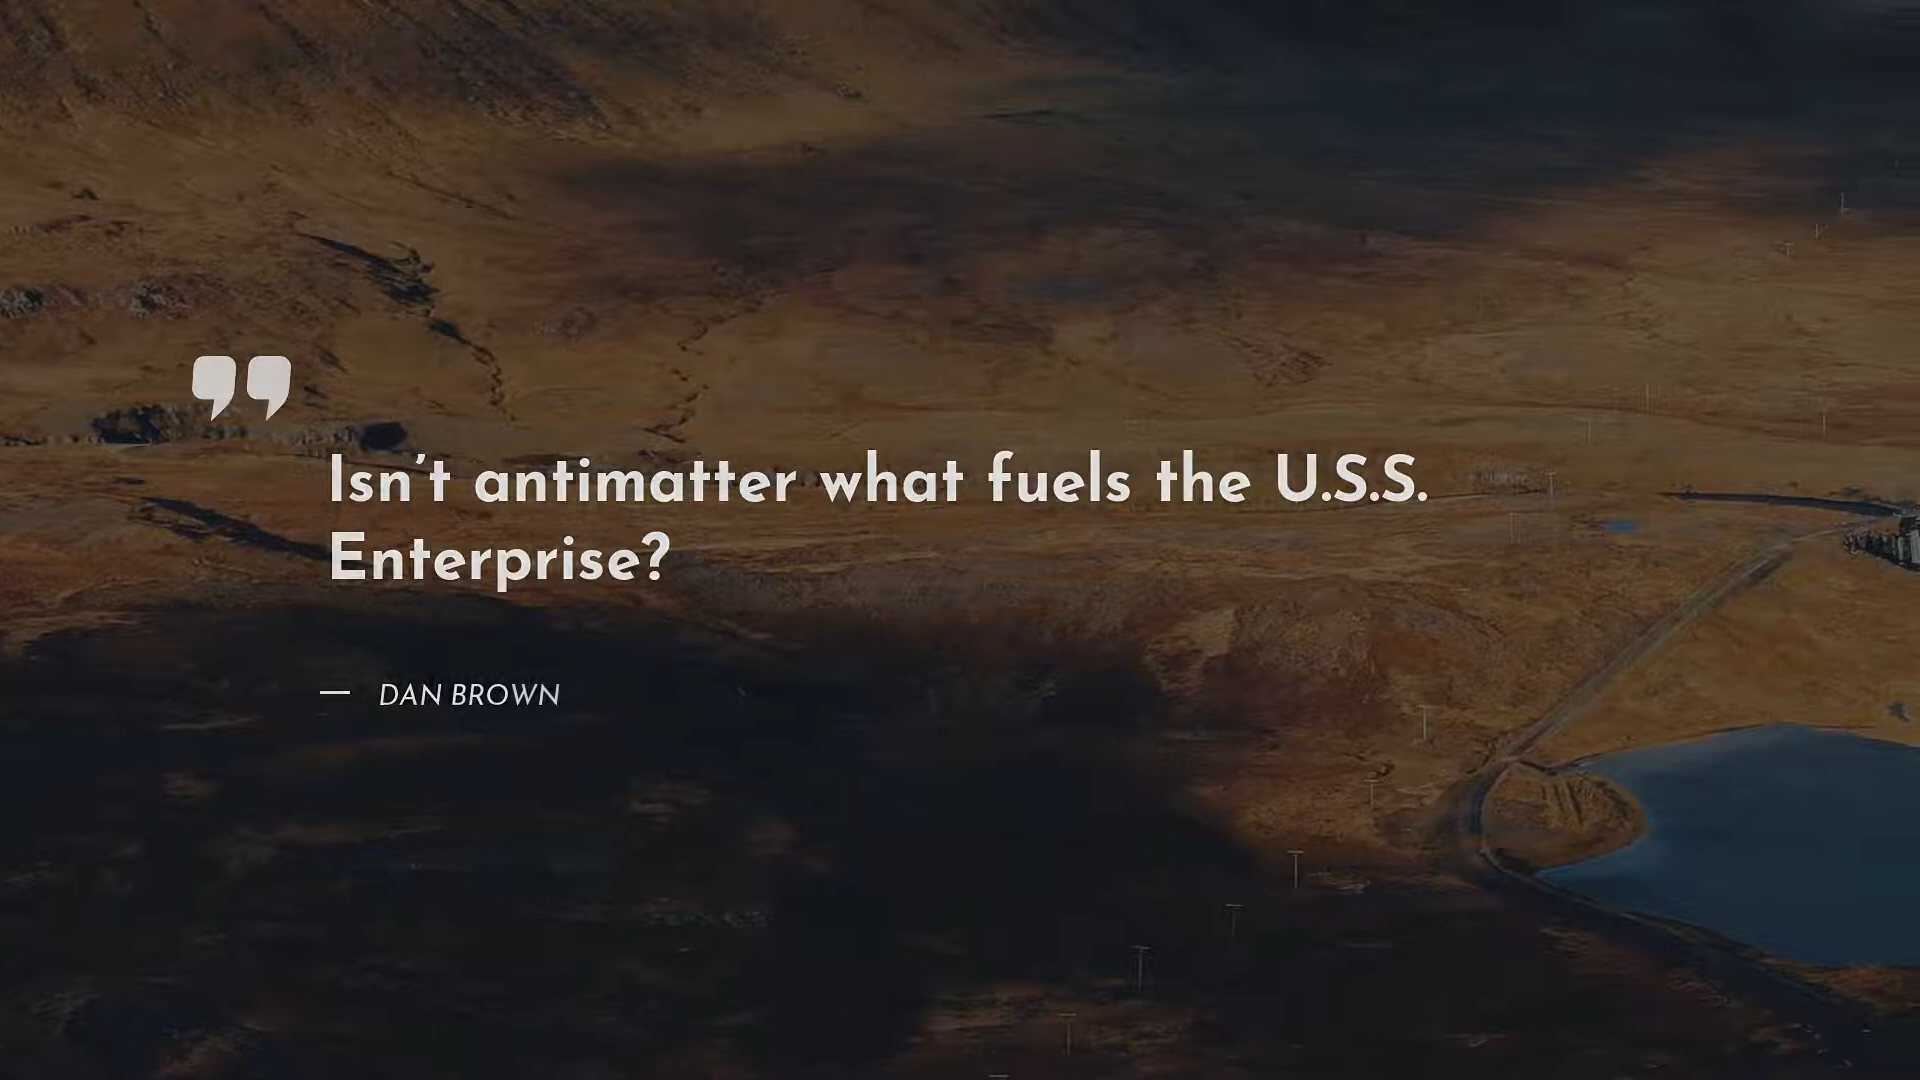 ”
Isn’t antimatter what fuels the U.S.S.
Enterprise?
— DAN BROWN